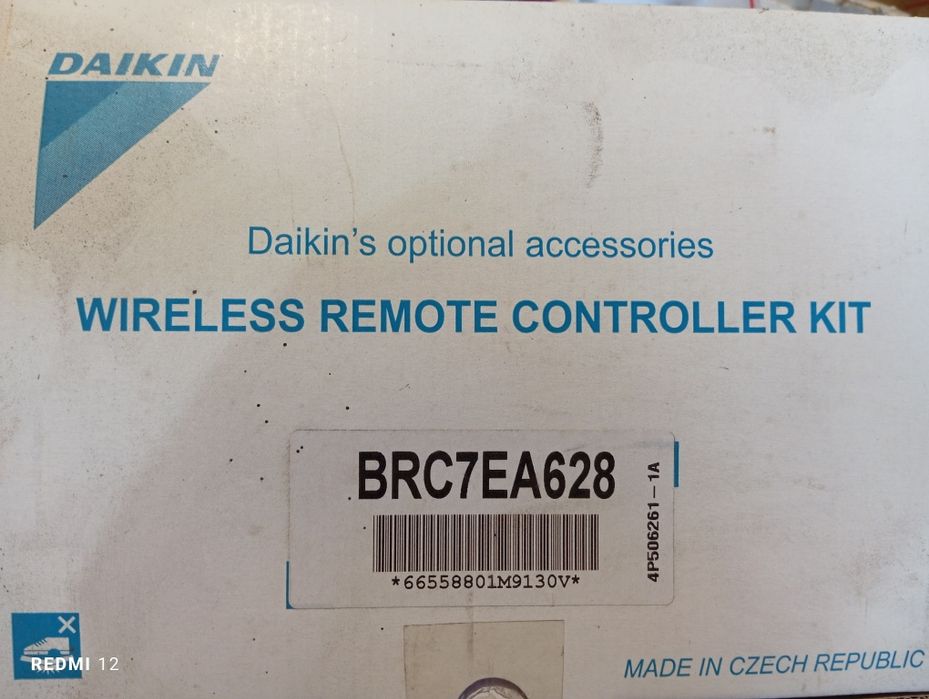 DAIKIN
Daikin's optional accessories
WIRELESS REMOTE CONTROLLER KIT
BRC7EA628
*66558801M9130V*
4P506261-1A
REDMI 12
MADE IN CZECH REPUBLIC